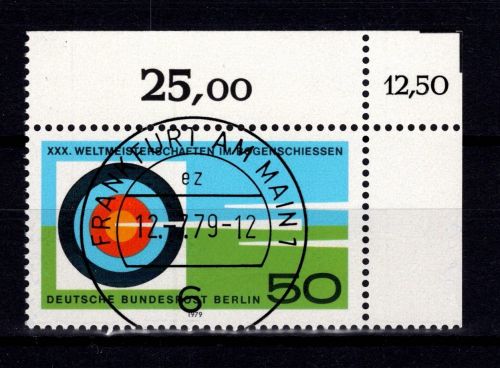 25,00
12,50
XXX. WELTMEISTERSCHAFTEN IM BOGENSCHIESSEN
FRANKFURT AM MAIN 1
ez
12.-7.79-12
6
DEUTSCHE BUNDESPOST BERLIN 50
1979